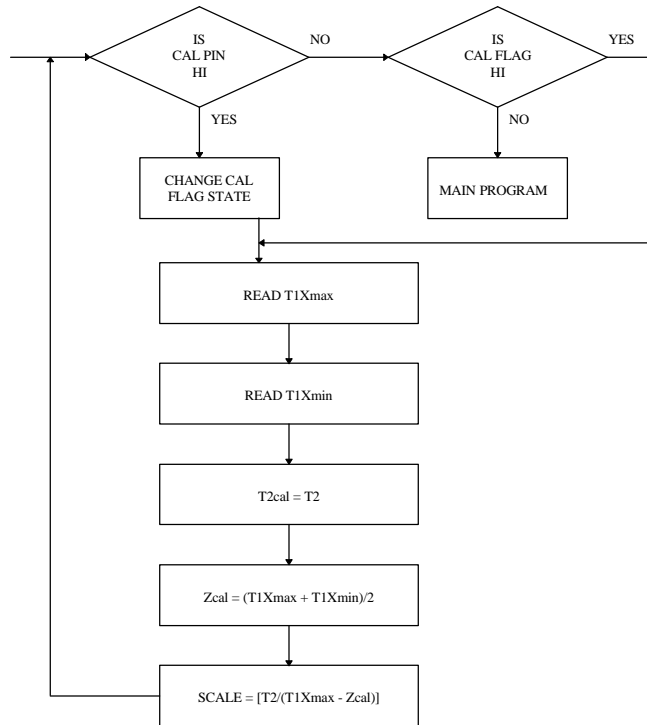 IS
CAL PIN
HI
NO
IS
CAL FLAG
HI
YES
YES
NO
CHANGE CAL
FLAG STATE
MAIN PROGRAM
READ T1Xmax
READ T1Xmin
T2cal = T2
Zcal = (T1Xmax + T1Xmin)/2
SCALE = [T2/(T1Xmax - Zcal)]